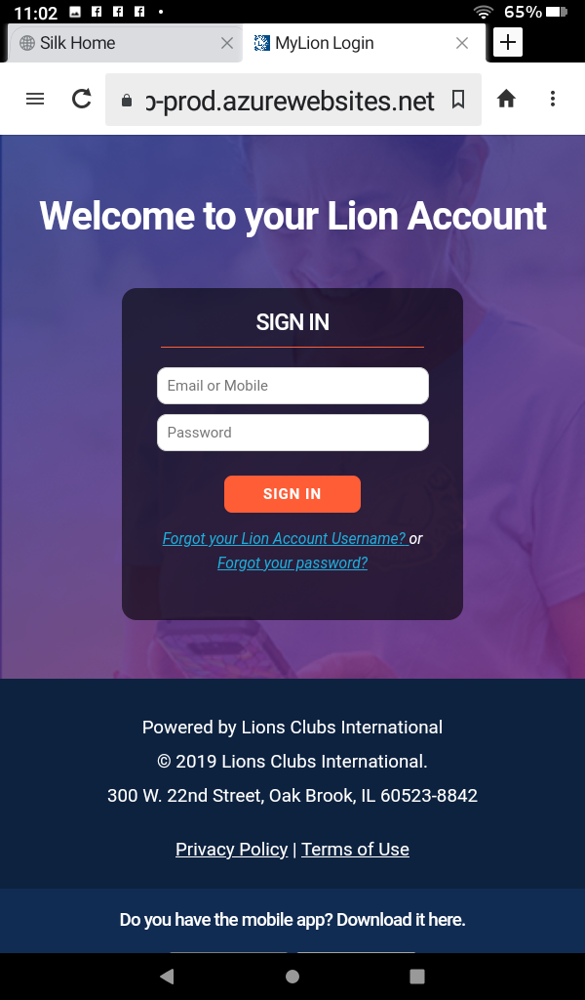 11:02
65%
Silk Home
MyLion Login
-prod.azurewebsites.net
Welcome to your Lion Account
SIGN IN
Email or Mobile
Password
SIGN IN
Forgot your Lion Account Username? or
Forgot your password?
Powered by Lions Clubs International
© 2019 Lions Clubs International.
300 W. 22nd Street, Oak Brook, IL 60523-8842
Privacy Policy | Terms of Use
Do you have the mobile app? Download it here.